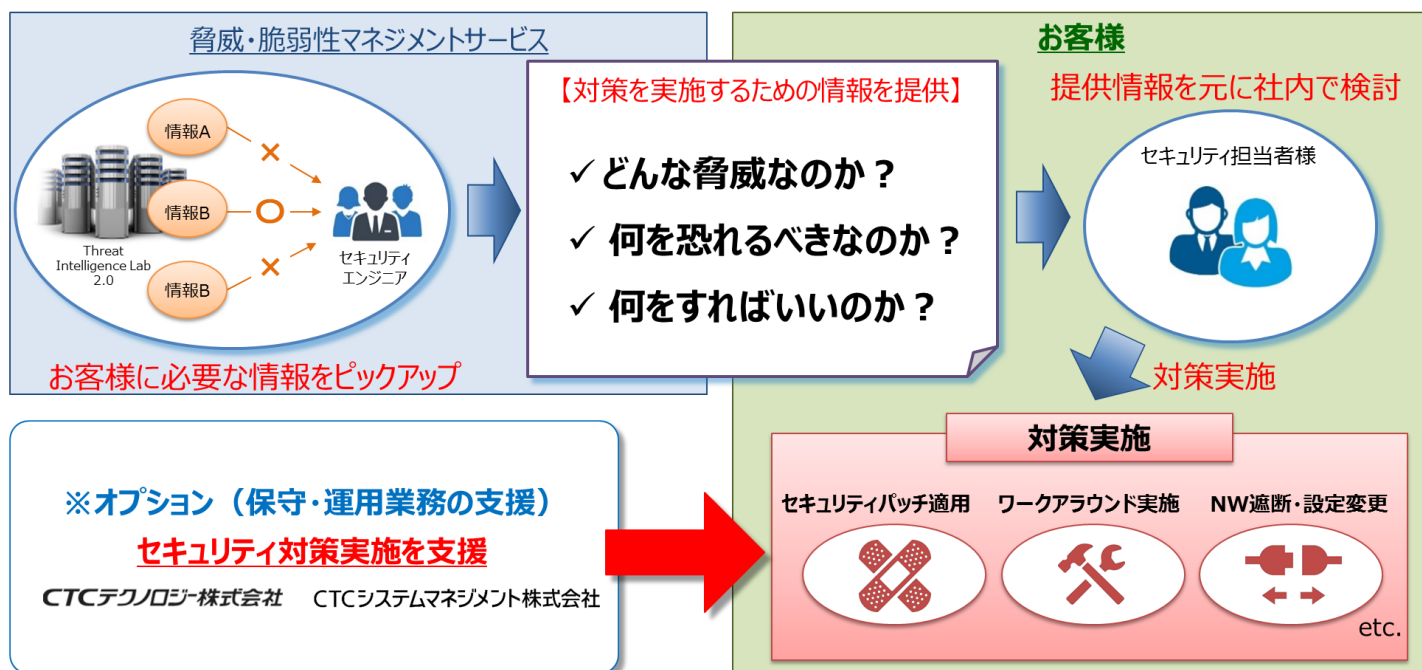 脅威・脆弱性マネジメントサービス
情報A
×
情報B
○
情報B
×
Threat
Intelligence Lab
2.0
セキュリティ
エンジニア
お客様に必要な情報をピックアップ
【対策を実施するための情報を提供】
✓ どんな脅威なのか？
✓ 何を恐れるべきなのか？
✓ 何をすればいいのか？
お客様
提供情報を元に社内で検討
セキュリティ担当者様
対策実施
※オプション（保守・運用業務の支援）
セキュリティ対策実施を支援
CTCテクノロジー株式会社
CTCシステムマネジメント株式会社
対策実施
セキュリティパッチ適用
ワークアラウンド実施
NW遮断・設定変更
etc.